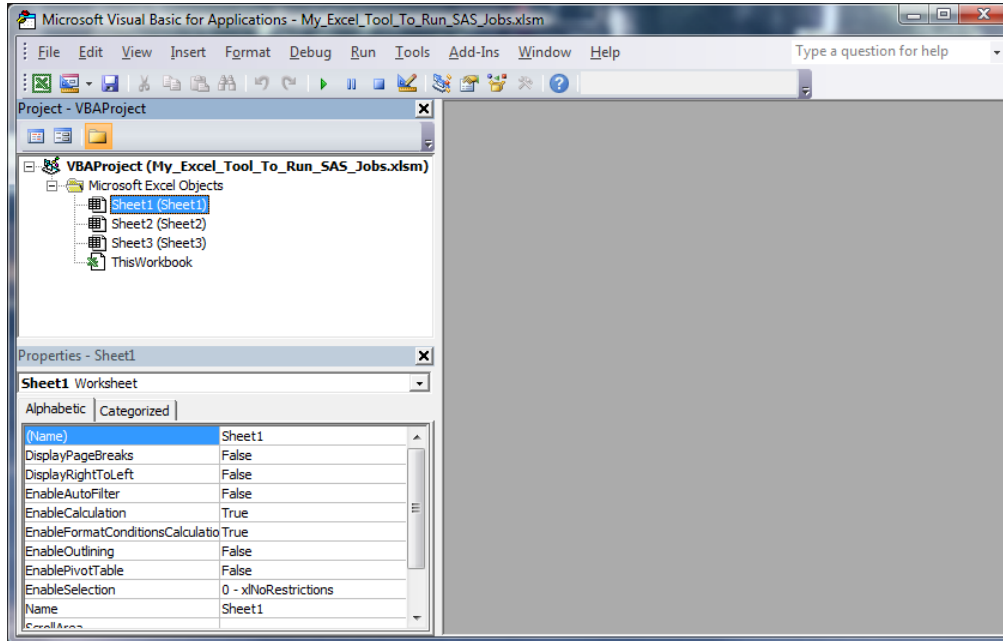 Microsoft Visual Basic for Applications - My_Excel_Tool_To_Run_SAS_Jobs.xlsm
File Edit View Insert Format Debug Run Tools Add-Ins Window Help Type a question for help
Project - VBAProject
VBAProject (My_Excel_Tool_To_Run_SAS_Jobs.xlsm)
Microsoft Excel Objects
Sheet1 (Sheet1)
Sheet2 (Sheet2)
Sheet3 (Sheet3)
ThisWorkbook
Properties - Sheet1
Sheet1 Worksheet
Alphabetic Categorized
(Name) Sheet1
DisplayPageBreaks False
DisplayRightToLeft False
EnableAutoFilter False
EnableCalculation True
EnableFormatConditionsCalculatio True
EnableOutlining False
EnablePivotTable False
EnableSelection 0 - xlNoRestrictions
Name Sheet1
ScrollArea